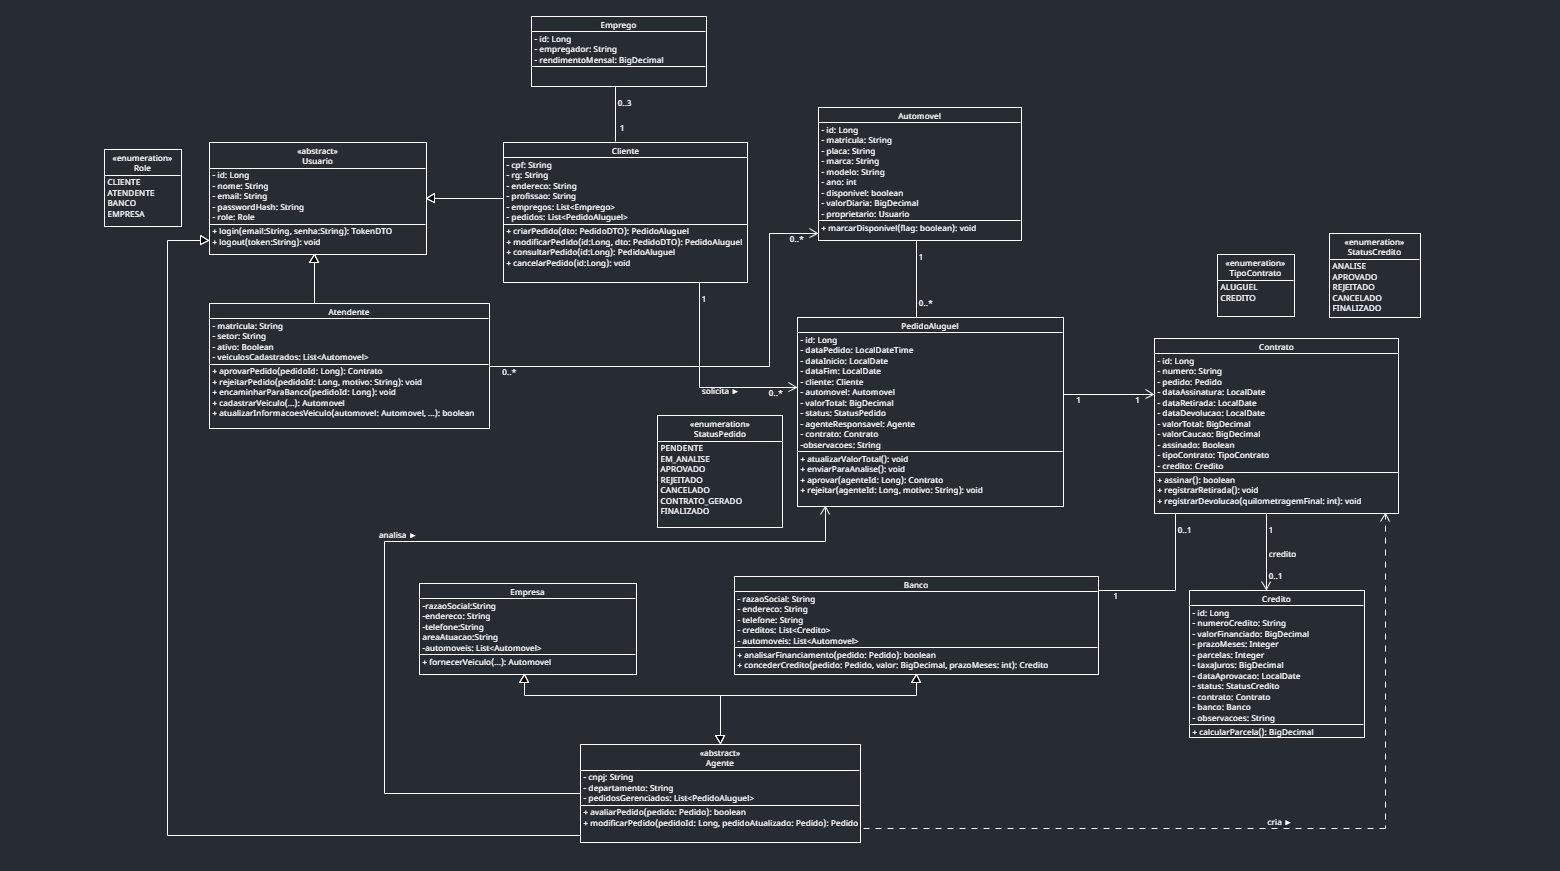 Emprego
- id: Long
- empregador: String
- rendimentoMensal: BigDecimal
0..3
1
«enumeration»
Role
CLIENTE
ATENDENTE
BANCO
EMPRESA
«abstract»
Usuario
- id: Long
- nome: String
- email: String
- passwordHash: String
- role: Role
+ login(email:String, senha:String): TokenDTO
+ logout(token:String): void
Cliente
- cpf: String
- rg: String
- endereco: String
- profissao: String
- empregos: List<Emprego>
- pedidos: List<PedidoAluguel>
+ criarPedido(dto: PedidoDTO): PedidoAluguel
+ modificarPedido(id:Long, dto: PedidoDTO): PedidoAluguel
+ consultarPedido(id:Long): PedidoAluguel
+ cancelarPedido(id:Long): void
Automovel
- id: Long
- matricula: String
- placa: String
- marca: String
- modelo: String
- ano: int
- disponivel: boolean
- valorDiaria: BigDecimal
- proprietario: Usuario
+ marcarDisponivel(flag: boolean): void
0..*
1
0..*
«enumeration»
TipoContrato
ALUGUEL
CREDITO
«enumeration»
StatusCredito
ANALISE
APROVADO
REJEITADO
CANCELADO
FINALIZADO
Atendente
- matricula: String
- setor: String
- ativo: Boolean
- veiculosCadastrados: List<Automovel>
+ aprovarPedido(pedidoId: Long): Contrato
+ rejeitarPedido(pedidoId: Long, motivo: String): void
+ encaminharParaBanco(pedidoId: Long): void
+ cadastrarVeiculo(...): Automovel
+ atualizarInformacoesVeiculo(automovel: Automovel, ...): boolean
0..*
1
solicita ►
0..*
PedidoAluguel
- id: Long
- dataPedido: LocalDateTime
- dataInicio: LocalDate
- dataFim: LocalDate
- cliente: Cliente
- automovel: Automovel
- valorTotal: BigDecimal
- status: StatusPedido
- agenteResponsavel: Agente
- contrato: Contrato
-observacoes: String
+ atualizarValorTotal(): void
+ enviarParaAnalise(): void
+ aprovar(agenteId: Long): Contrato
+ rejeitar(agenteId: Long, motivo: String): void
1
1
Contrato
- id: Long
- numero: String
- pedido: Pedido
- dataAssinatura: LocalDate
- dataRetirada: LocalDate
- dataDevolucao: LocalDate
- valorTotal: BigDecimal
- valorCaucao: BigDecimal
- assinado: Boolean
- tipoContrato: TipoContrato
- credito: Credito
+ assinar(): boolean
+ registrarRetirada(): void
+ registrarDevolucao(quilometragemFinal: int): void
«enumeration»
StatusPedido
PENDENTE
EM_ANALISE
APROVADO
REJEITADO
CANCELADO
CONTRATO_GERADO
FINALIZADO
analisa ►
0..1
1
credito
0..1
Empresa
-razaoSocial:String
-endereco: String
-telefone:String
areaAtuacao:String
-automoveis: List<Automovel>
+ fornecerVeiculo(...): Automovel
Banco
- razaoSocial: String
- endereco: String
- telefone: String
- creditos: List<Credito>
- automoveis: List<Automovel>
+ analisarFinanciamento(pedido: Pedido): boolean
+ concederCredito(pedido: Pedido, valor: BigDecimal, prazoMeses: int): Credito
1
Credito
- id: Long
- numeroCredito: String
- valorFinanciado: BigDecimal
- prazoMeses: Integer
- parcelas: Integer
- taxaJuros: BigDecimal
- dataAprovacao: LocalDate
- status: StatusCredito
- contrato: Contrato
- banco: Banco
- observacoes: String
+ calcularParcela(): BigDecimal
«abstract»
Agente
- cnpj: String
- departamento: String
- pedidosGerenciados: List<PedidoAluguel>
+ avaliarPedido(pedido: Pedido): boolean
+ modificarPedido(pedidoId: Long, pedidoAtualizado: Pedido): Pedido
cria ►